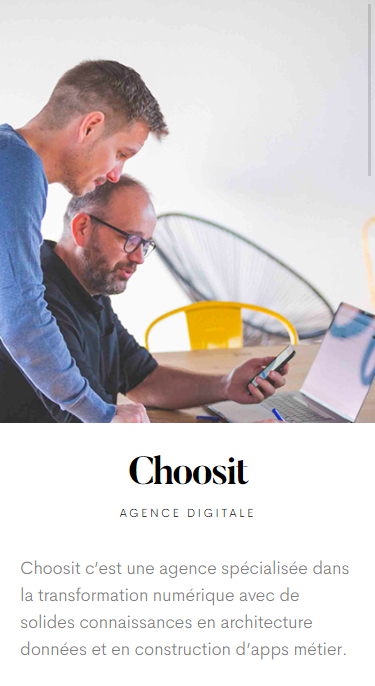 Choosit
AGENCE DIGITALE
Choosit c’est une agence spécialisée dans
la transformation numérique avec de
solides connaissances en architecture
données et en construction d’apps métier.